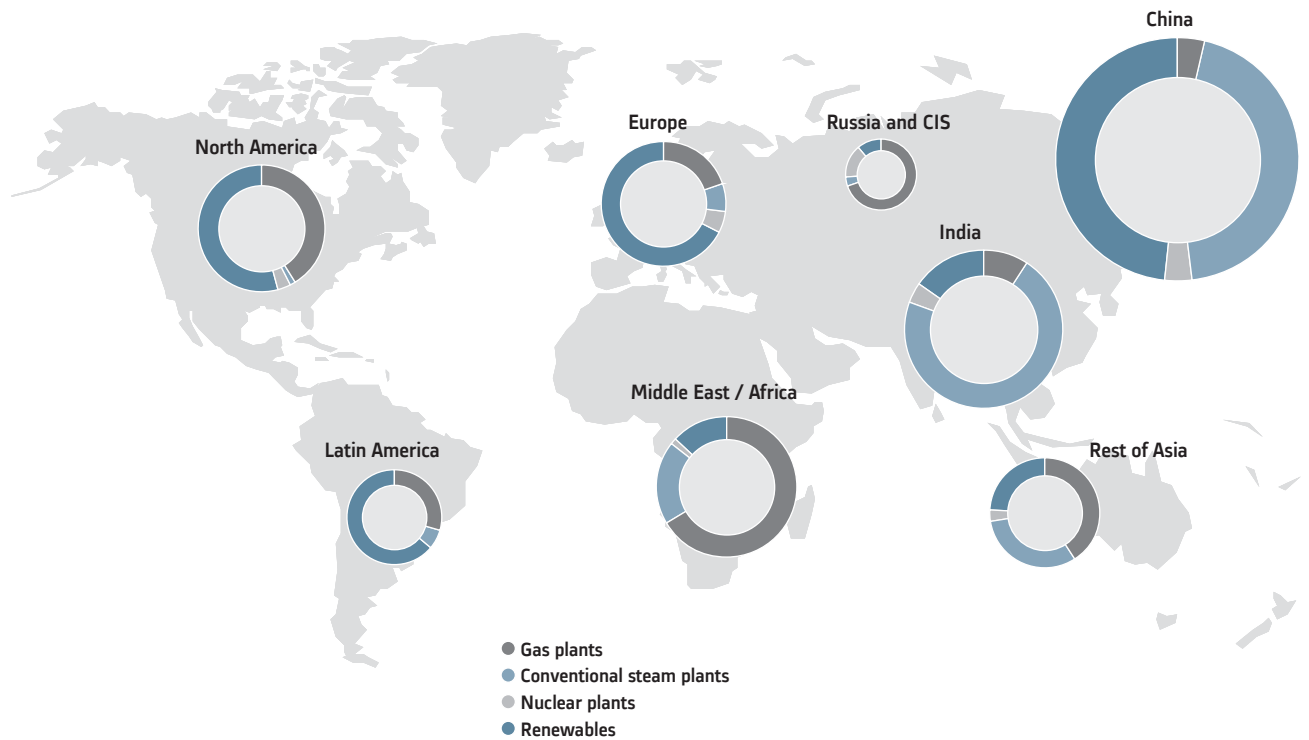 China
Europe
Russia and CIS
North America
India
Middle East / Africa
Latin America
Rest of Asia
Gas plants
Conventional steam plants
Nuclear plants
Renewables